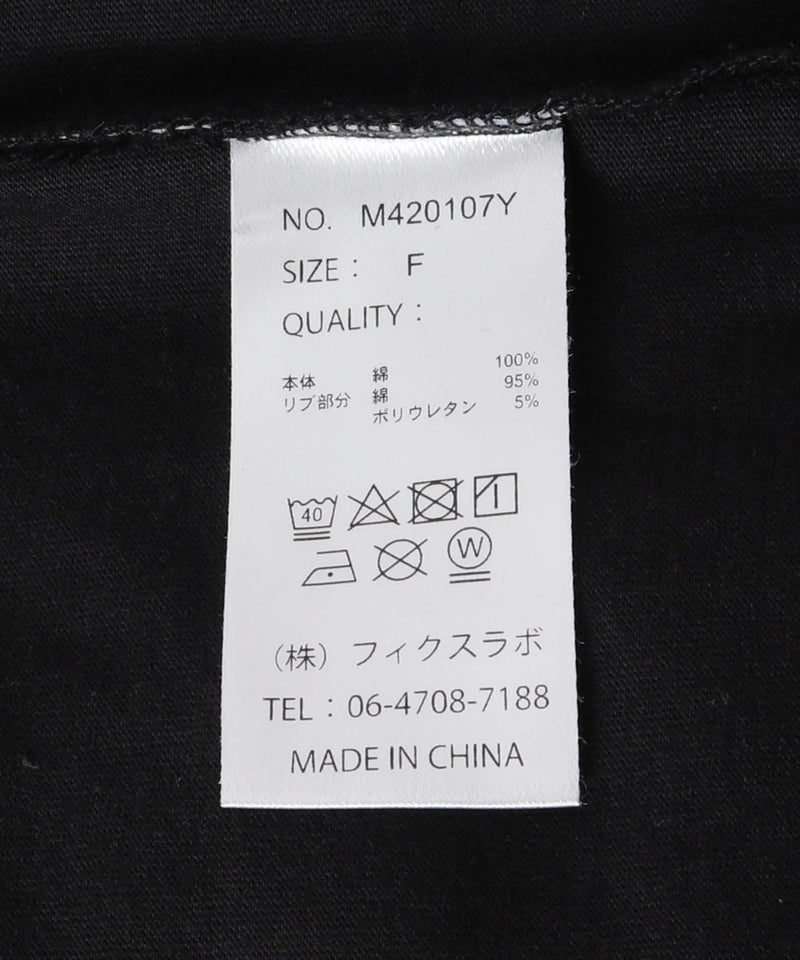 NO. M420107Y
SIZE : F
QUALITY :
本体 綿 100%
リブ部分 綿 95%
ポリウレタン 5%
40
W
（株）フィクスラボ
TEL : 06-4708-7188
MADE IN CHINA